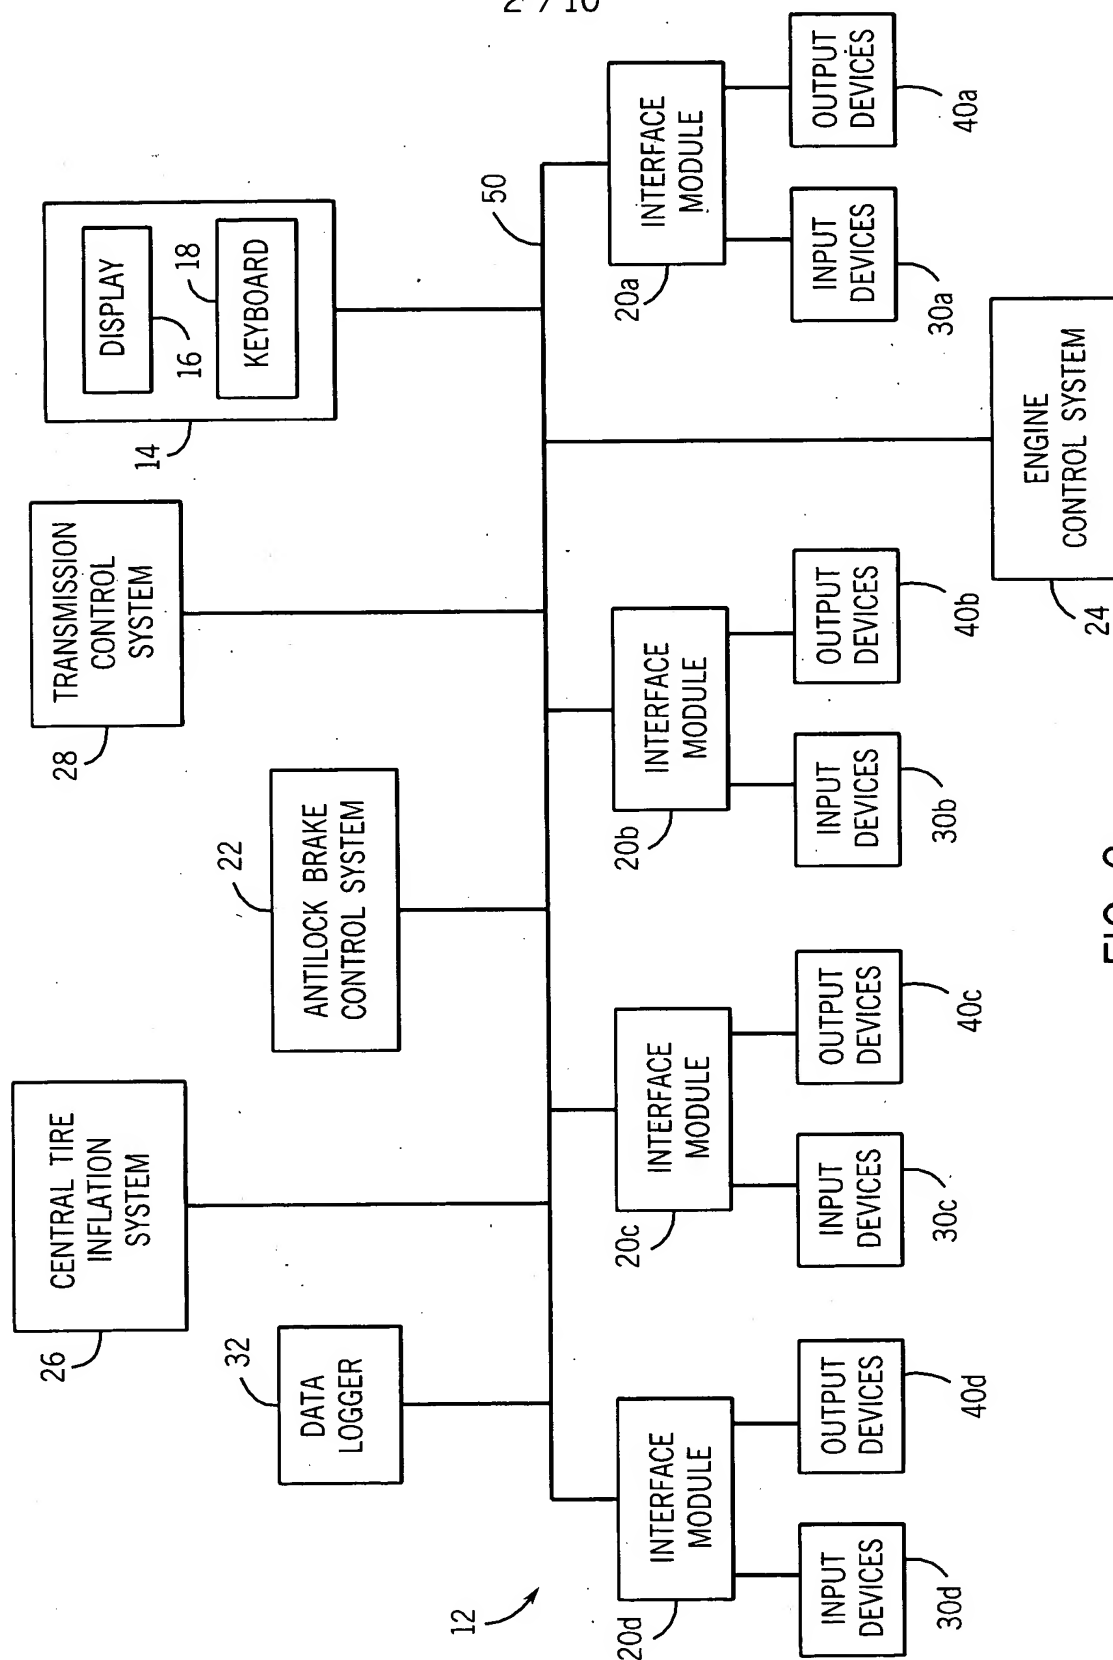 2 / 10
CENTRAL TIRE
INFLATION
SYSTEM
26
TRANSMISSION
CONTROL
SYSTEM
28
DISPLAY
16
KEYBOARD
18
14
ANTILOCK BRAKE
CONTROL SYSTEM
22
DATA
LOGGER
32
50
12
INTERFACE
MODULE
20d
INPUT
DEVICES
30d
OUTPUT
DEVICES
40d
INTERFACE
MODULE
20c
INPUT
DEVICES
30c
OUTPUT
DEVICES
40c
INTERFACE
MODULE
20b
INPUT
DEVICES
30b
OUTPUT
DEVICES
40b
INTERFACE
MODULE
20a
INPUT
DEVICES
30a
OUTPUT
DEVICES
40a
ENGINE
CONTROL SYSTEM
24
FIG.